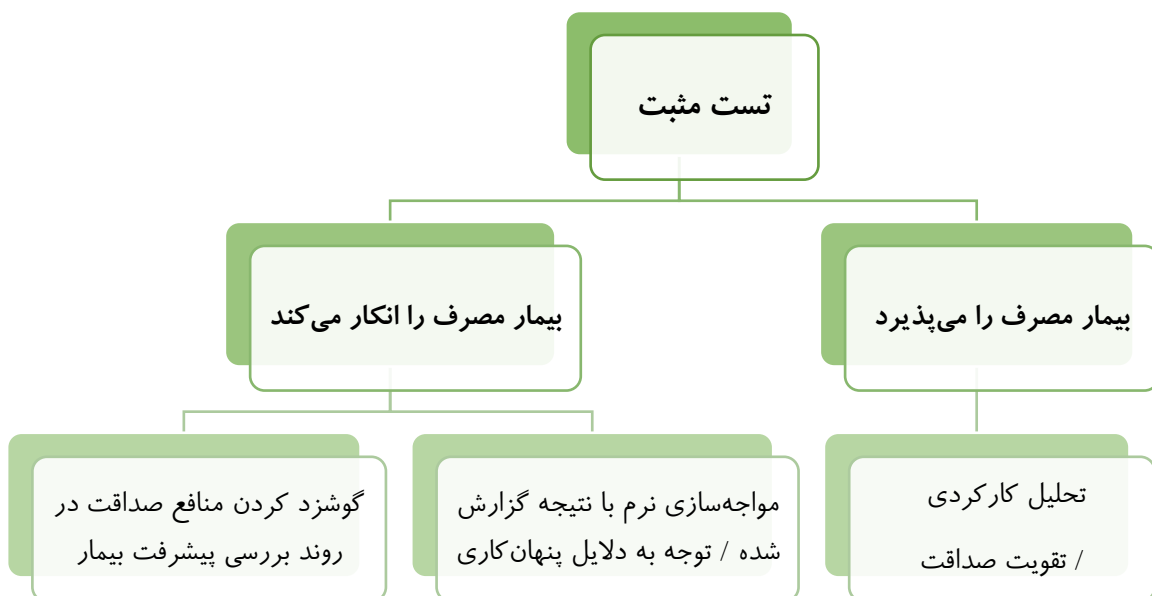 تست مثبت
بیمار مصرف را می‌پذیرد
بیمار مصرف را انکار می‌کند
تحلیل کارکردی
/ تقویت صداقت
مواجه‌سازی نرم با نتیجه گزارش
شده / توجه به دلایل پنهان‌کاری
گوشزد کردن منافع صداقت در
روند بررسی پیشرفت بیمار